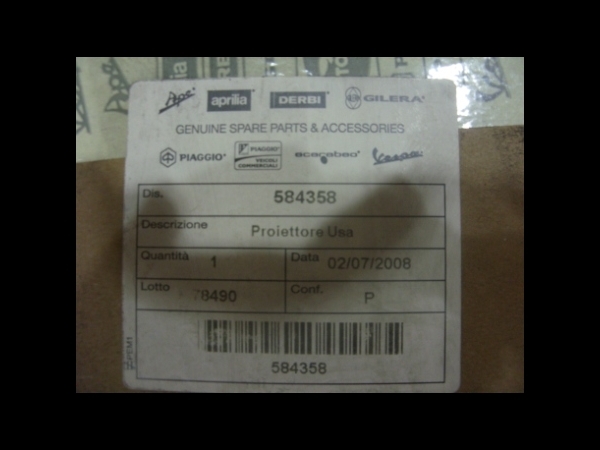 Ape aprilia DERBI GILERA
GENUINE SPARE PARTS & ACCESSORIES
PIAGGIO PIAGGIO VEICOLI COMMERCIALI scarabeo Vespa
Dis. 584358
Descrizione Proiettore Usa
Quantità 1 Data 02/07/2008
Lotto 78490 Conf. P
584358